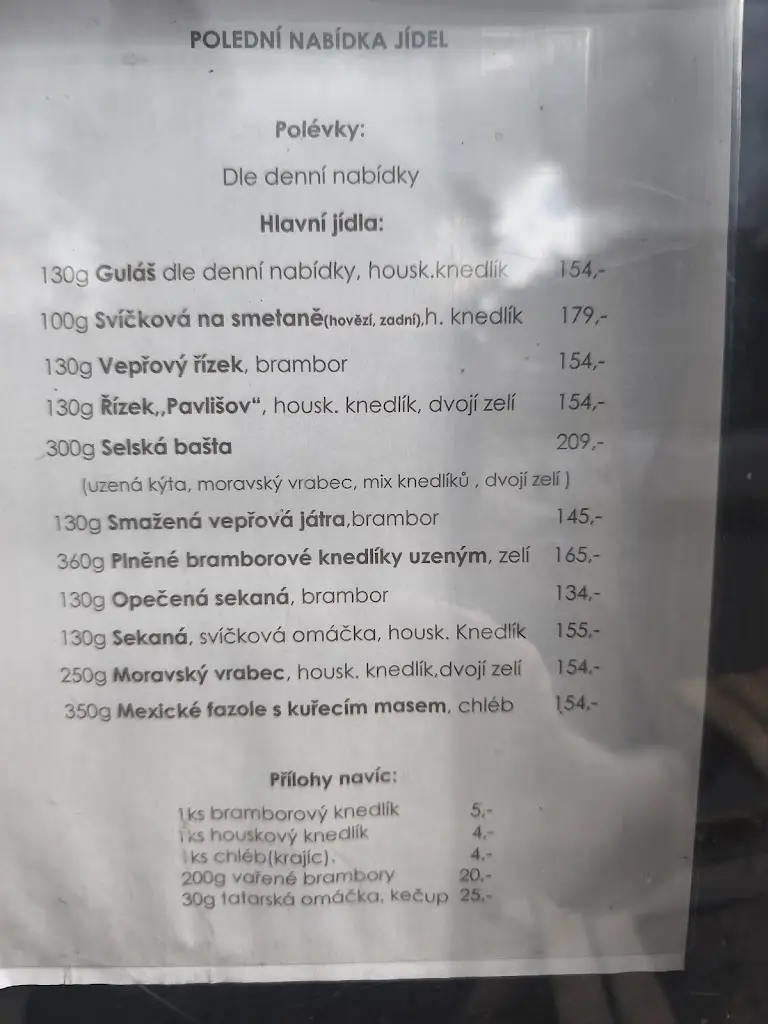 POLEDNÍ NABÍDKA JÍDEL
Polévky:
Dle denní nabídky
Hlavní jídla:
130g Guláš dle denní nabídky, housk.knedlík 154,-
100g Svíčková na smetaně(hovězí, zadní),h. knedlík 179,-
130g Vepřový řízek, brambor 154,-
130g Řízek,,Pavlišov“, housk. knedlík, dvojí zelí 154,-
300g Selská bašta 209,-
(uzená kýta, moravský vrabec, mix knedlíků , dvojí zelí )
130g Smažená vepřová játra,brambor 145,-
360g Plněné bramborové knedlíky uzeným, zelí 165,-
130g Opečená sekaná, brambor 134,-
130g Sekaná, svíčková omáčka, housk. Knedlík 155,-
250g Moravský vrabec, housk. knedlík,dvojí zelí 154,-
350g Mexické fazole s kuřecím masem, chléb 154,-
Přílohy navíc:
1ks bramborový knedlík 5,-
1ks houskový knedlík 4,-
1ks chléb(krajíc). 4,-
200g vařené brambory 20,-
30g tatarská omáčka, kečup 25,-